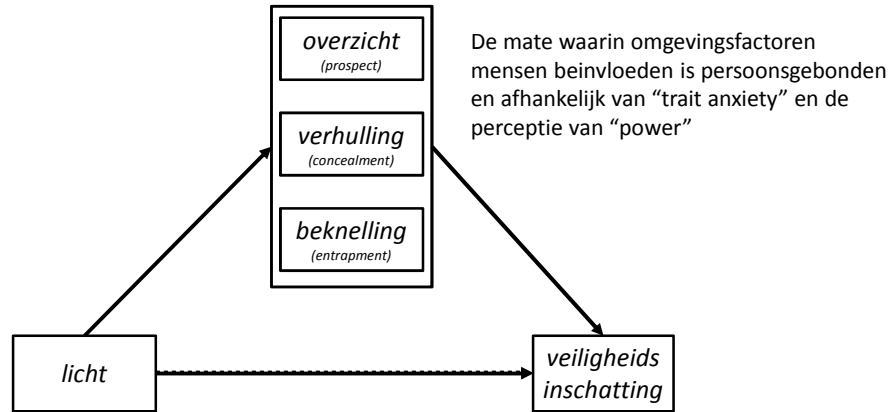 overzicht
(prospect)
De mate waarin omgevingsfactoren
mensen beinvloeden is persoonsgebonden
en afhankelijk van “trait anxiety” en de
perceptie van “power”
verhulling
(concealment)
beknelling
(entrapment)
licht
veiligheids
inschatting